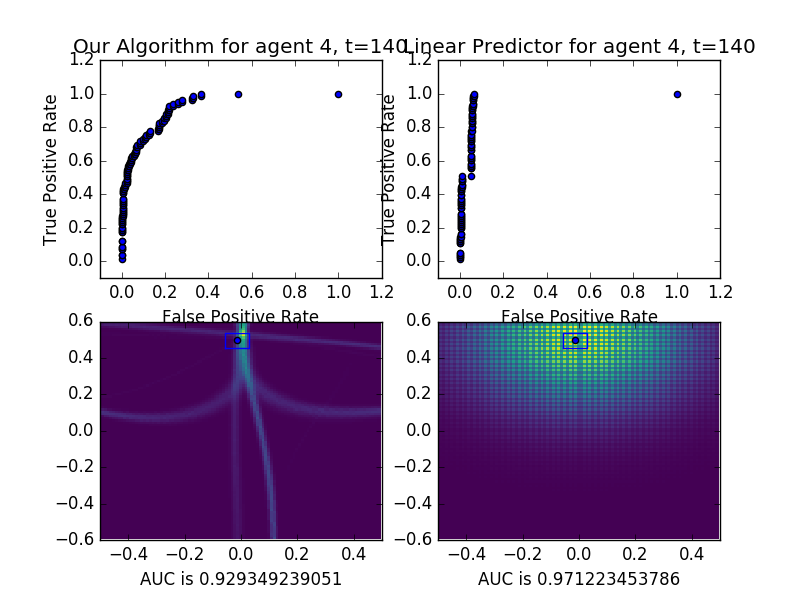 Our Algorithm for agent 4, t=140
Linear Predictor for agent 4, t=140
True Positive Rate
1.2
1.0
0.8
0.6
0.4
0.2
0.0
0.0 0.2 0.4 0.6 0.8 1.0 1.2
False Positive Rate
True Positive Rate
1.2
1.0
0.8
0.6
0.4
0.2
0.0
0.0 0.2 0.4 0.6 0.8 1.0 1.2
False Positive Rate
0.6
0.4
0.2
0.0
−0.2
−0.4
−0.6
−0.4 −0.2 0.0 0.2 0.4
AUC is 0.929349239051
0.6
0.4
0.2
0.0
−0.2
−0.4
−0.6
−0.4 −0.2 0.0 0.2 0.4
AUC is 0.971223453786